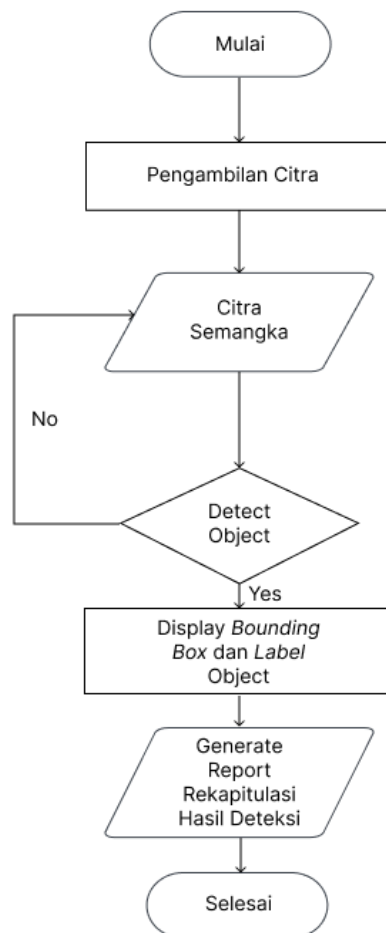 Mulai
Pengambilan Citra
Citra
Semangka
No
Detect
Object
Yes
Display Bounding
Box dan Label
Object
Generate
Report
Rekapitulasi
Hasil Deteksi
Selesai